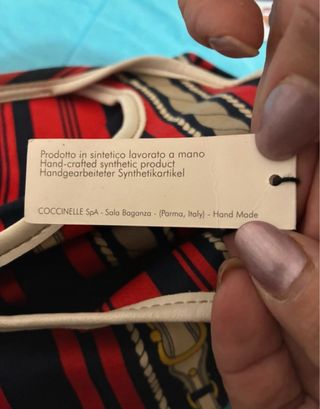 Prodotto in sintetico lavorato a mano
Hand-crafted synthetic product
Handgearbeiteter Synthetikartikel
COCCINELLE SpA - Sala Baganza - (Parma, Italy) - Hand Made